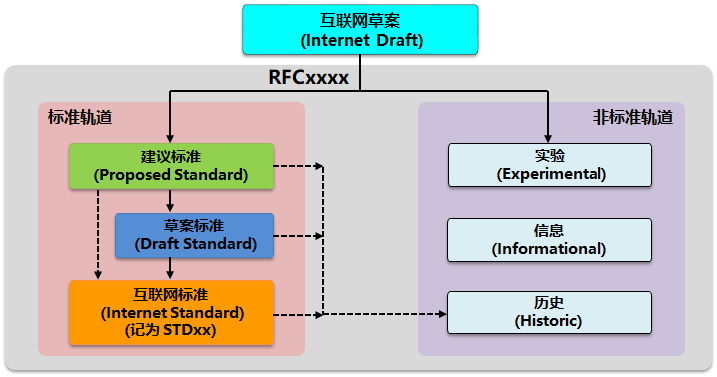 互联网草案
(Internet Draft)
RFCxxxx
标准轨道
建议标准
(Proposed Standard)
草案标准
(Draft Standard)
互联网标准
(Internet Standard)
(记为 STDxx)
非标准轨道
实验
(Experimental)
信息
(Informational)
历史
(Historic)